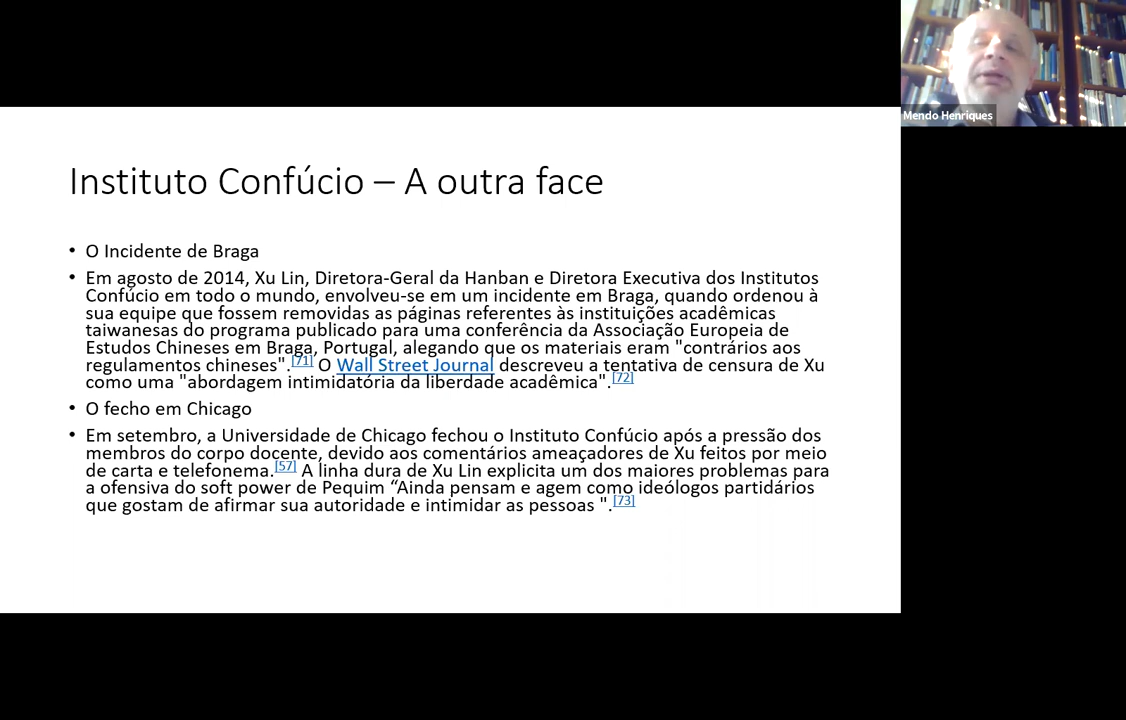 Mendo Henriques
Instituto Confúcio – A outra face
• O Incidente de Braga
• Em agosto de 2014, Xu Lin, Diretora-Geral da Hanban e Diretora Executiva dos Institutos
Confúcio em todo o mundo, envolveu-se em um incidente em Braga, quando ordenou à
sua equipe que fossem removidas as páginas referentes às instituições acadêmicas
taiwanesas do programa publicado para uma conferência da Associação Europeia de
Estudos Chineses em Braga, Portugal, alegando que os materiais eram "contrários aos
regulamentos chineses".[71] O Wall Street Journal descreveu a tentativa de censura de Xu
como uma "abordagem intimidatória da liberdade acadêmica".[72]
• O fecho em Chicago
• Em setembro, a Universidade de Chicago fechou o Instituto Confúcio após a pressão dos
membros do corpo docente, devido aos comentários ameaçadores de Xu feitos por meio
de carta e telefonema.[57] A linha dura de Xu Lin explicita um dos maiores problemas para
a ofensiva do soft power de Pequim “Ainda pensam e agem como ideólogos partidários
que gostam de afirmar sua autoridade e intimidar as pessoas ".[73]